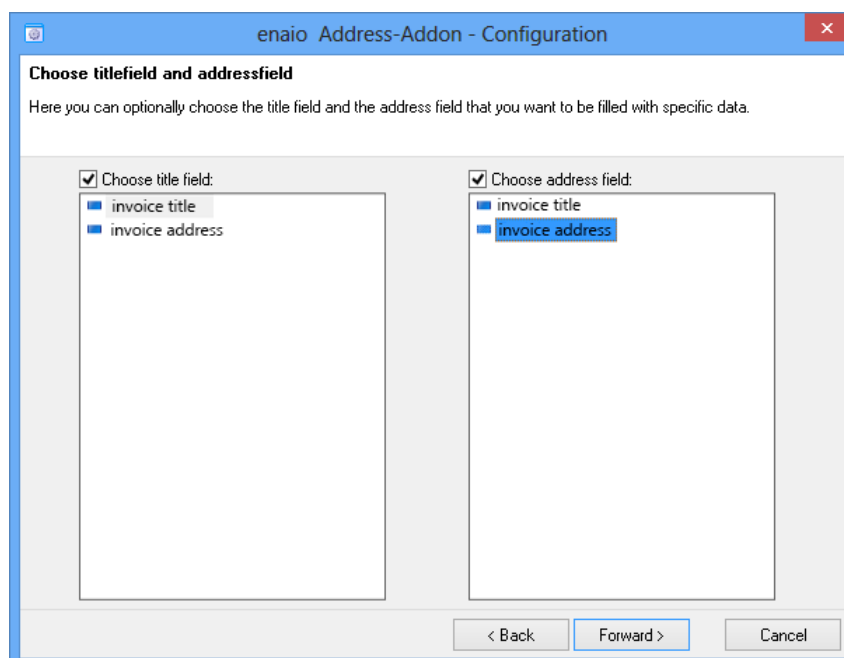 enaio Address-Addon - Configuration
Choose titlefield and addressfield
Here you can optionally choose the title field and the address field that you want to be filled with specific data.
Choose title field:
invoice title
invoice address
Choose address field:
invoice title
invoice address
< Back
Forward >
Cancel